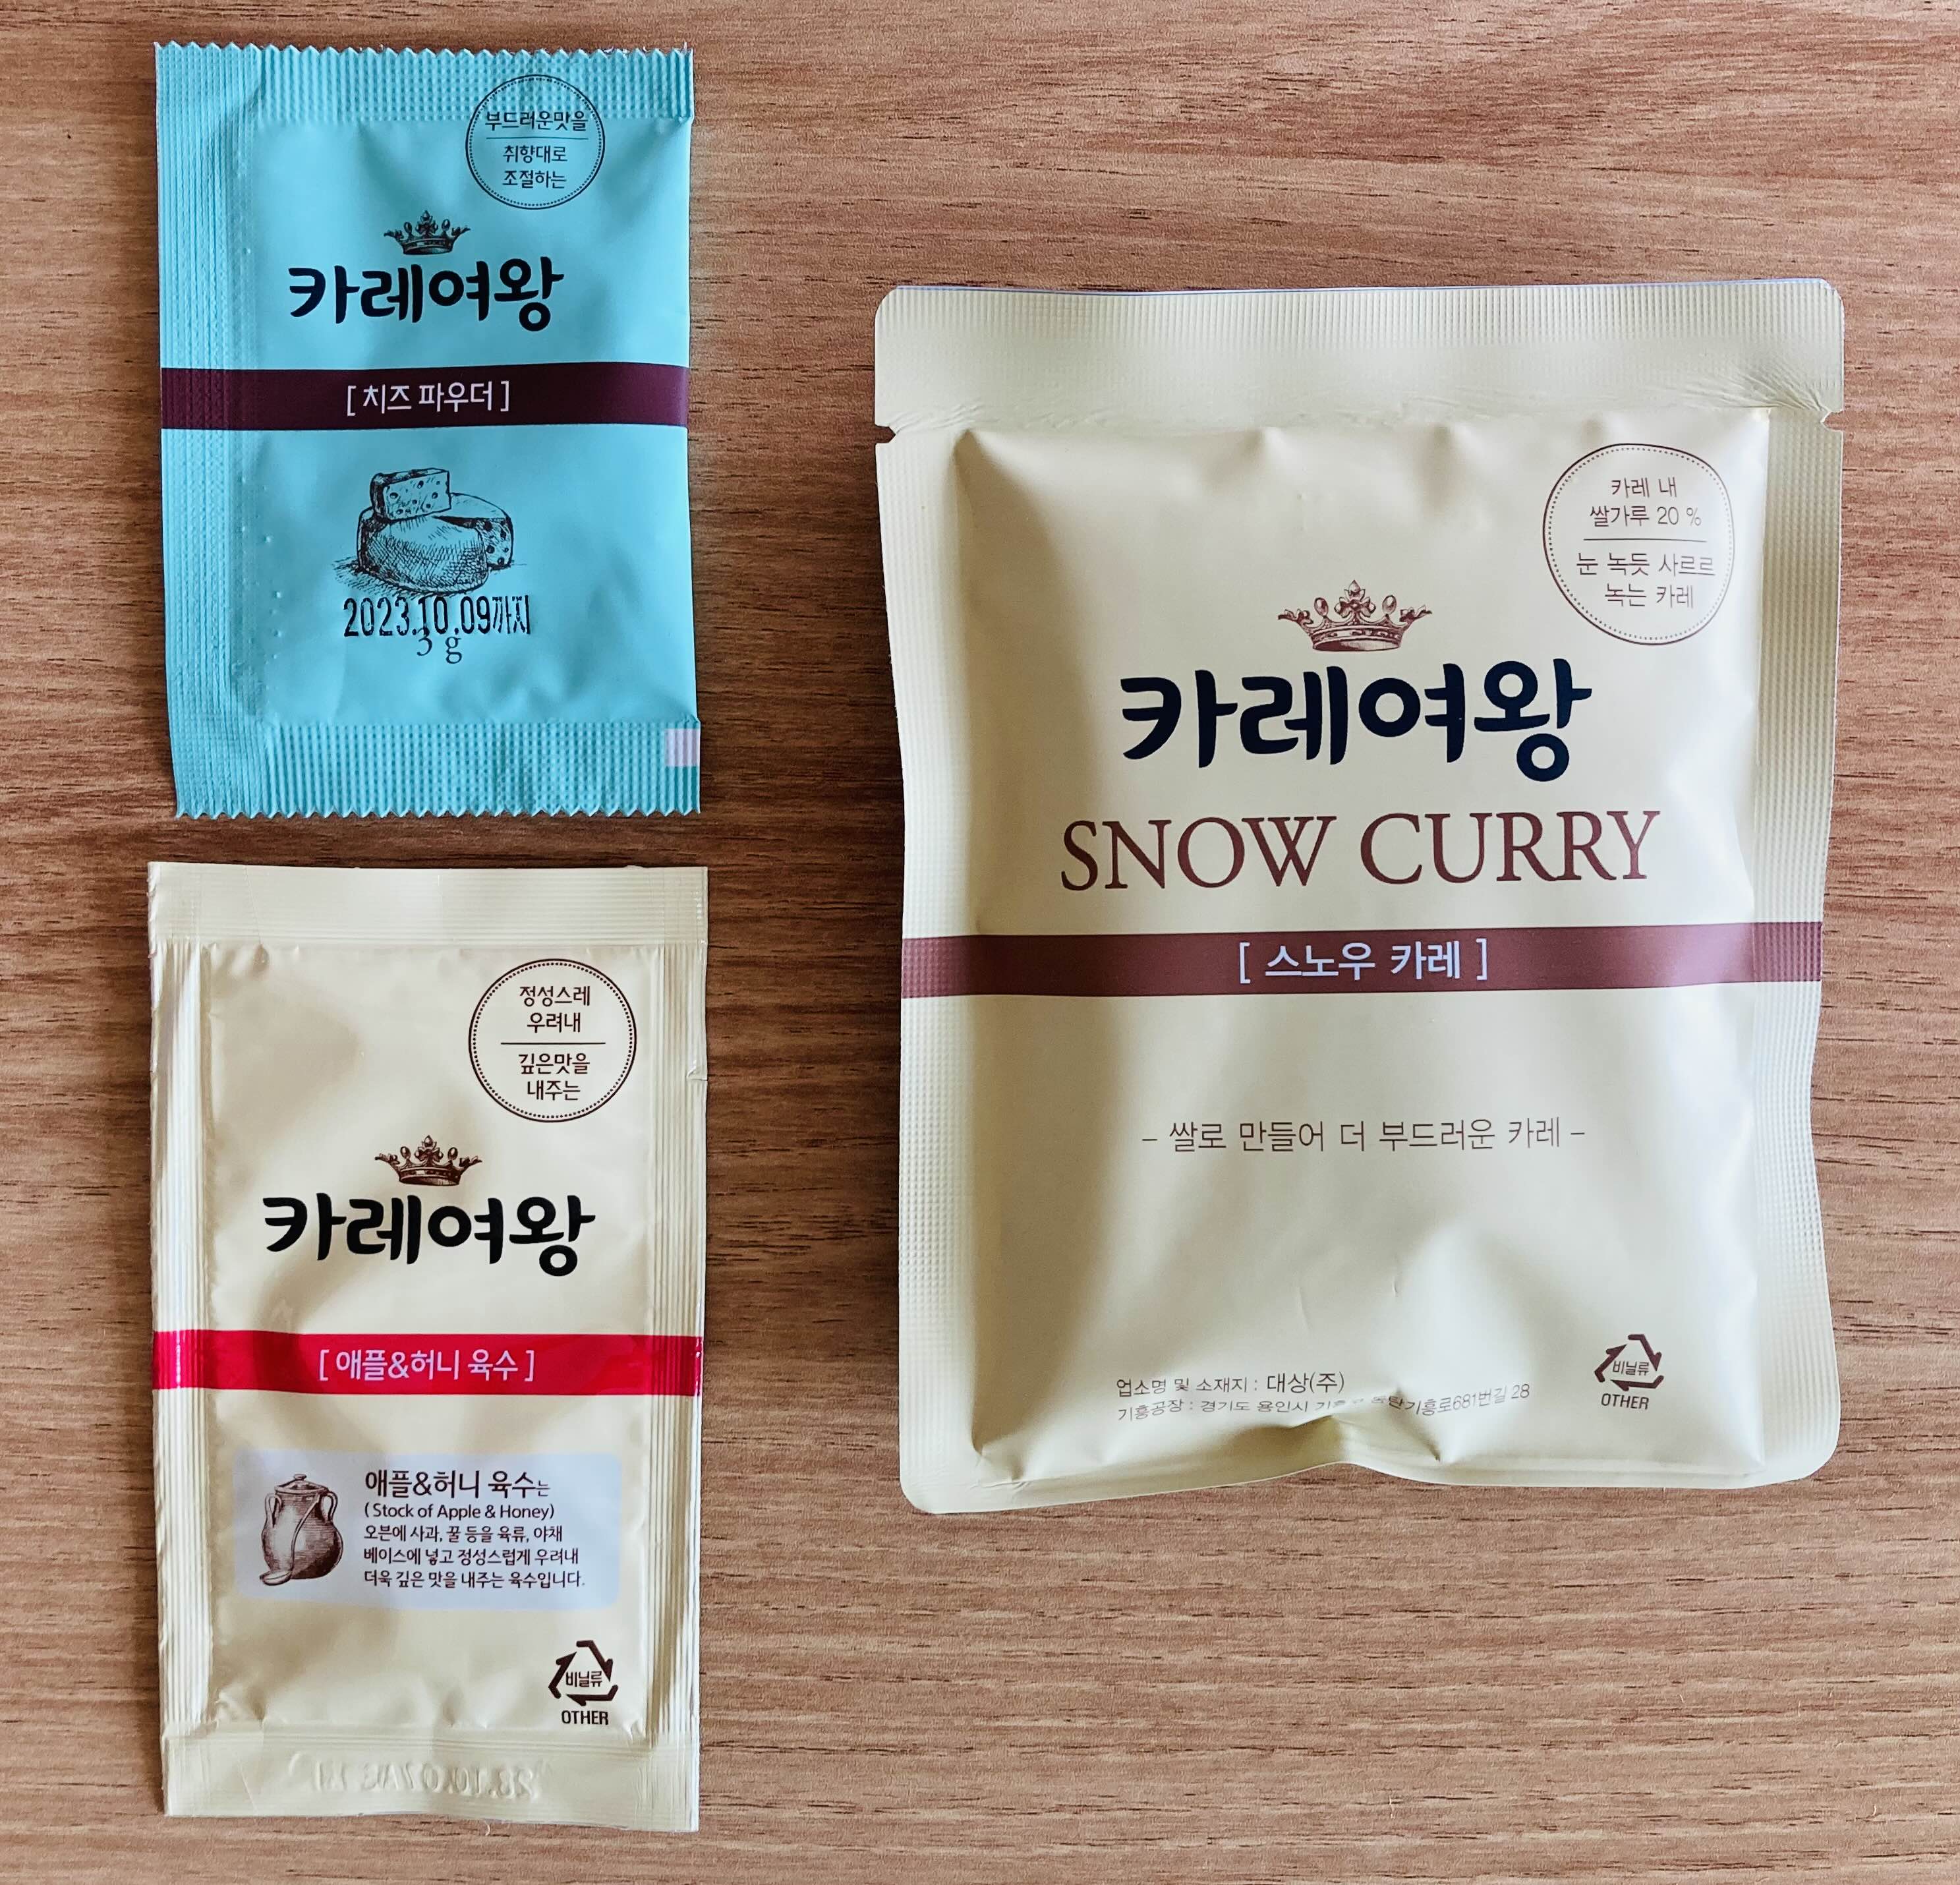 부드러운맛을
취향대로
조절하는
카레여왕
[ 치즈 파우더 ]
2023.10.09까지
3 g
정성스레
우려내
깊은맛을
내주는
카레여왕
[ 애플&허니 육수 ]
애플&허니 육수는
( Stock of Apple & Honey)
오븐에 사과, 꿀 등을 육류, 야채
베이스에 넣고 정성스럽게 우려내
더욱 깊은 맛을 내주는 육수입니다.
비닐류
OTHER
카레 내
쌀가루 20 %
눈 녹듯 사르르
녹는 카레
카레여왕
SNOW CURRY
[ 스노우 카레 ]
– 쌀로 만들어 더 부드러운 카레 –
업소명 및 소재지 : 대상(주)
기흥공장 : 경기도 용인시 28
비닐류
OTHER